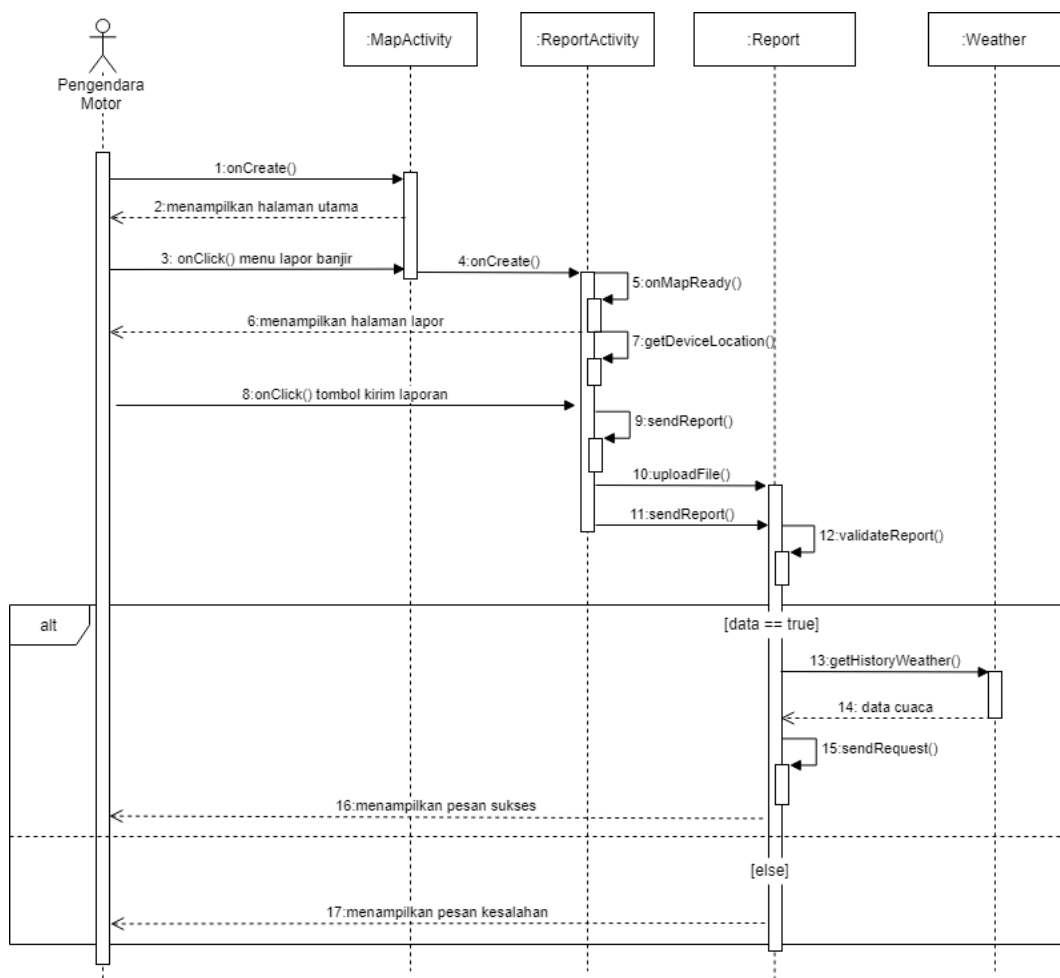 :MapActivity
:ReportActivity
:Report
:Weather
Pengendara
Motor
1:onCreate()
2:menampilkan halaman utama
3: onClick() menu lapor banjir
4:onCreate()
5:onMapReady()
6:menampilkan halaman lapor
7:getDeviceLocation()
8:onClick() tombol kirim laporan
9:sendReport()
10:uploadFile()
11:sendReport()
12:validateReport()
alt
[data == true]
13:getHistoryWeather()
14: data cuaca
15:sendRequest()
16:menampilkan pesan sukses
[else]
17:menampilkan pesan kesalahan